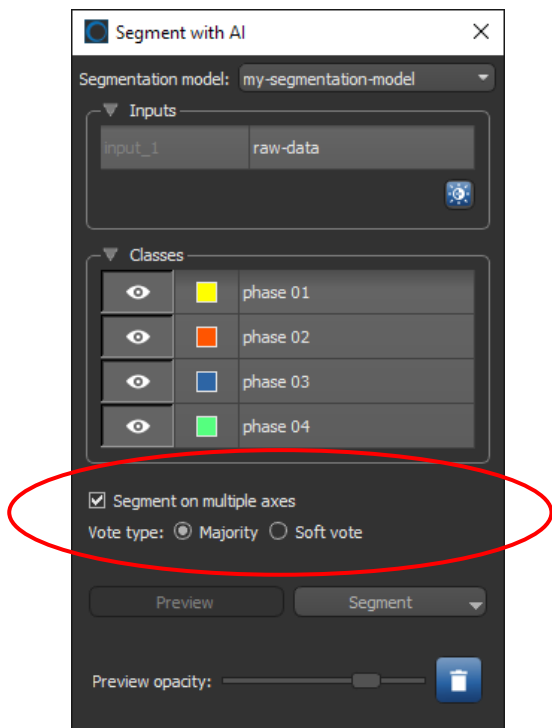 Segment with AI
Segmentation model: my-segmentation-model
Inputs
input_1 raw-data
Classes
phase 01
phase 02
phase 03
phase 04
Segment on multiple axes
Vote type: Majority Soft vote
Preview Segment
Preview opacity: